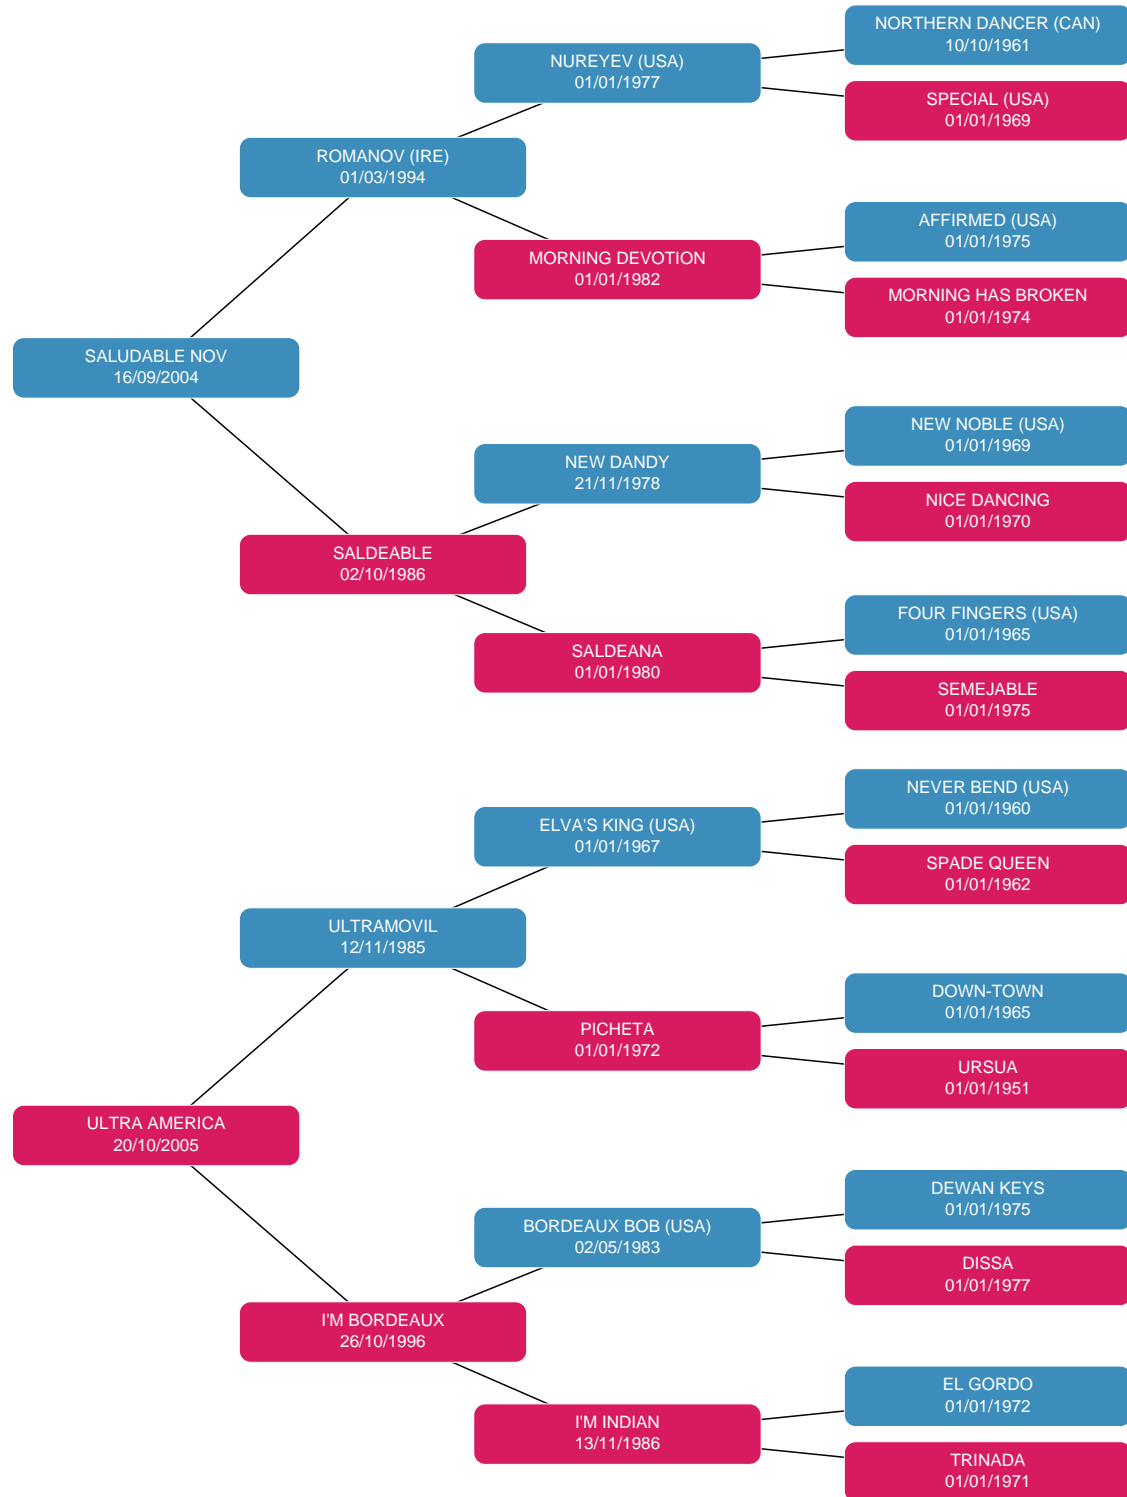 NORTHERN DANCER (CAN)
10/10/1961
NUREYEV (USA)
01/01/1977
SPECIAL (USA)
01/01/1969
ROMANOV (IRE)
01/03/1994
AFFIRMED (USA)
01/01/1975
MORNING DEVOTION
01/01/1982
MORNING HAS BROKEN
01/01/1974
SALUDABLE NOV
16/09/2004
NEW NOBLE (USA)
01/01/1969
NEW DANDY
21/11/1978
NICE DANCING
01/01/1970
SALDEABLE
02/10/1986
FOUR FINGERS (USA)
01/01/1965
SALDEANA
01/01/1980
SEMEJABLE
01/01/1975
NEVER BEND (USA)
01/01/1960
ELVA'S KING (USA)
01/01/1967
SPADE QUEEN
01/01/1962
ULTRAMOVIL
12/11/1985
DOWN-TOWN
01/01/1965
PICHETA
01/01/1972
URSUA
01/01/1951
ULTRA AMERICA
20/10/2005
DEWAN KEYS
01/01/1975
BORDEAUX BOB (USA)
02/05/1983
DISSA
01/01/1977
I'M BORDEAUX
26/10/1996
EL GORDO
01/01/1972
I'M INDIAN
13/11/1986
TRINADA
01/01/1971